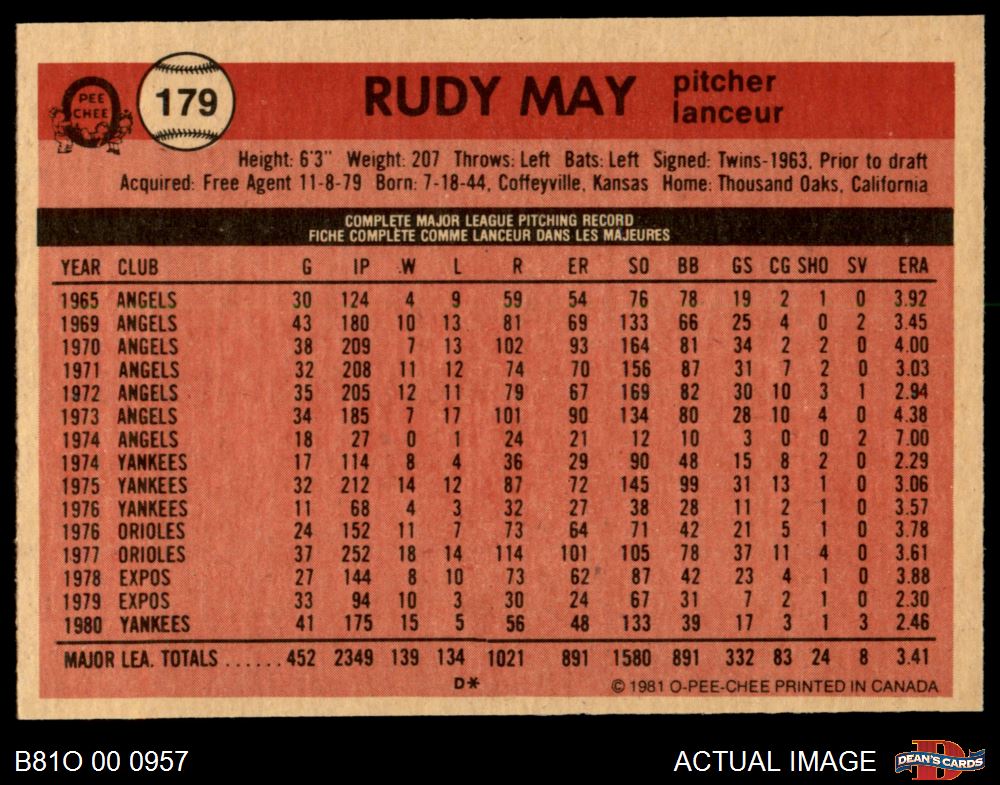 PEE
CHEE
179
RUDY MAY
pitcher
lanceur
Height: 6'3" Weight: 207 Throws: Left Bats: Left Signed: Twins-1963, Prior to draft
Acquired: Free Agent 11-8-79 Born: 7-18-44, Coffeyville, Kansas Home: Thousand Oaks, California
COMPLETE MAJOR LEAGUE PITCHING RECORD
FICHE COMPLÈTE COMME LANCEUR DANS LES MAJEURES
YEAR CLUB G IP W L R ER SO BB GS CG SHO SV ERA
1965 ANGELS 30 124 4 9 59 54 76 78 19 2 1 0 3.92
1969 ANGELS 43 180 10 13 81 69 133 66 25 4 0 2 3.45
1970 ANGELS 38 209 7 13 102 93 164 81 34 2 2 0 4.00
1971 ANGELS 32 208 11 12 74 70 156 87 31 7 2 0 3.03
1972 ANGELS 35 205 12 11 79 67 169 82 30 10 3 1 2.94
1973 ANGELS 34 185 7 17 101 90 134 80 28 10 4 0 4.38
1974 ANGELS 18 27 0 1 24 21 12 10 3 0 0 2 7.00
1974 YANKEES 17 114 8 4 36 29 90 48 15 8 2 0 2.29
1975 YANKEES 32 212 14 12 87 72 145 99 31 13 1 0 3.06
1976 YANKEES 11 68 4 3 32 27 38 28 11 2 1 0 3.57
1976 ORIOLES 24 152 11 7 73 64 71 42 21 5 1 0 3.78
1977 ORIOLES 37 252 18 14 114 101 105 78 37 11 4 0 3.61
1978 EXPOS 27 144 8 10 73 62 87 42 23 4 1 0 3.88
1979 EXPOS 33 94 10 3 30 24 67 31 7 2 1 0 2.30
1980 YANKEES 41 175 15 5 56 48 133 39 17 3 1 3 2.46
MAJOR LEA. TOTALS ......452 2349 139 134 1021 891 1580 891 332 83 24 8 3.41
D*
© 1981 O-PEE-CHEE PRINTED IN CANADA
B81O 00 0957
ACTUAL IMAGE
D
DEAN'S CARDS